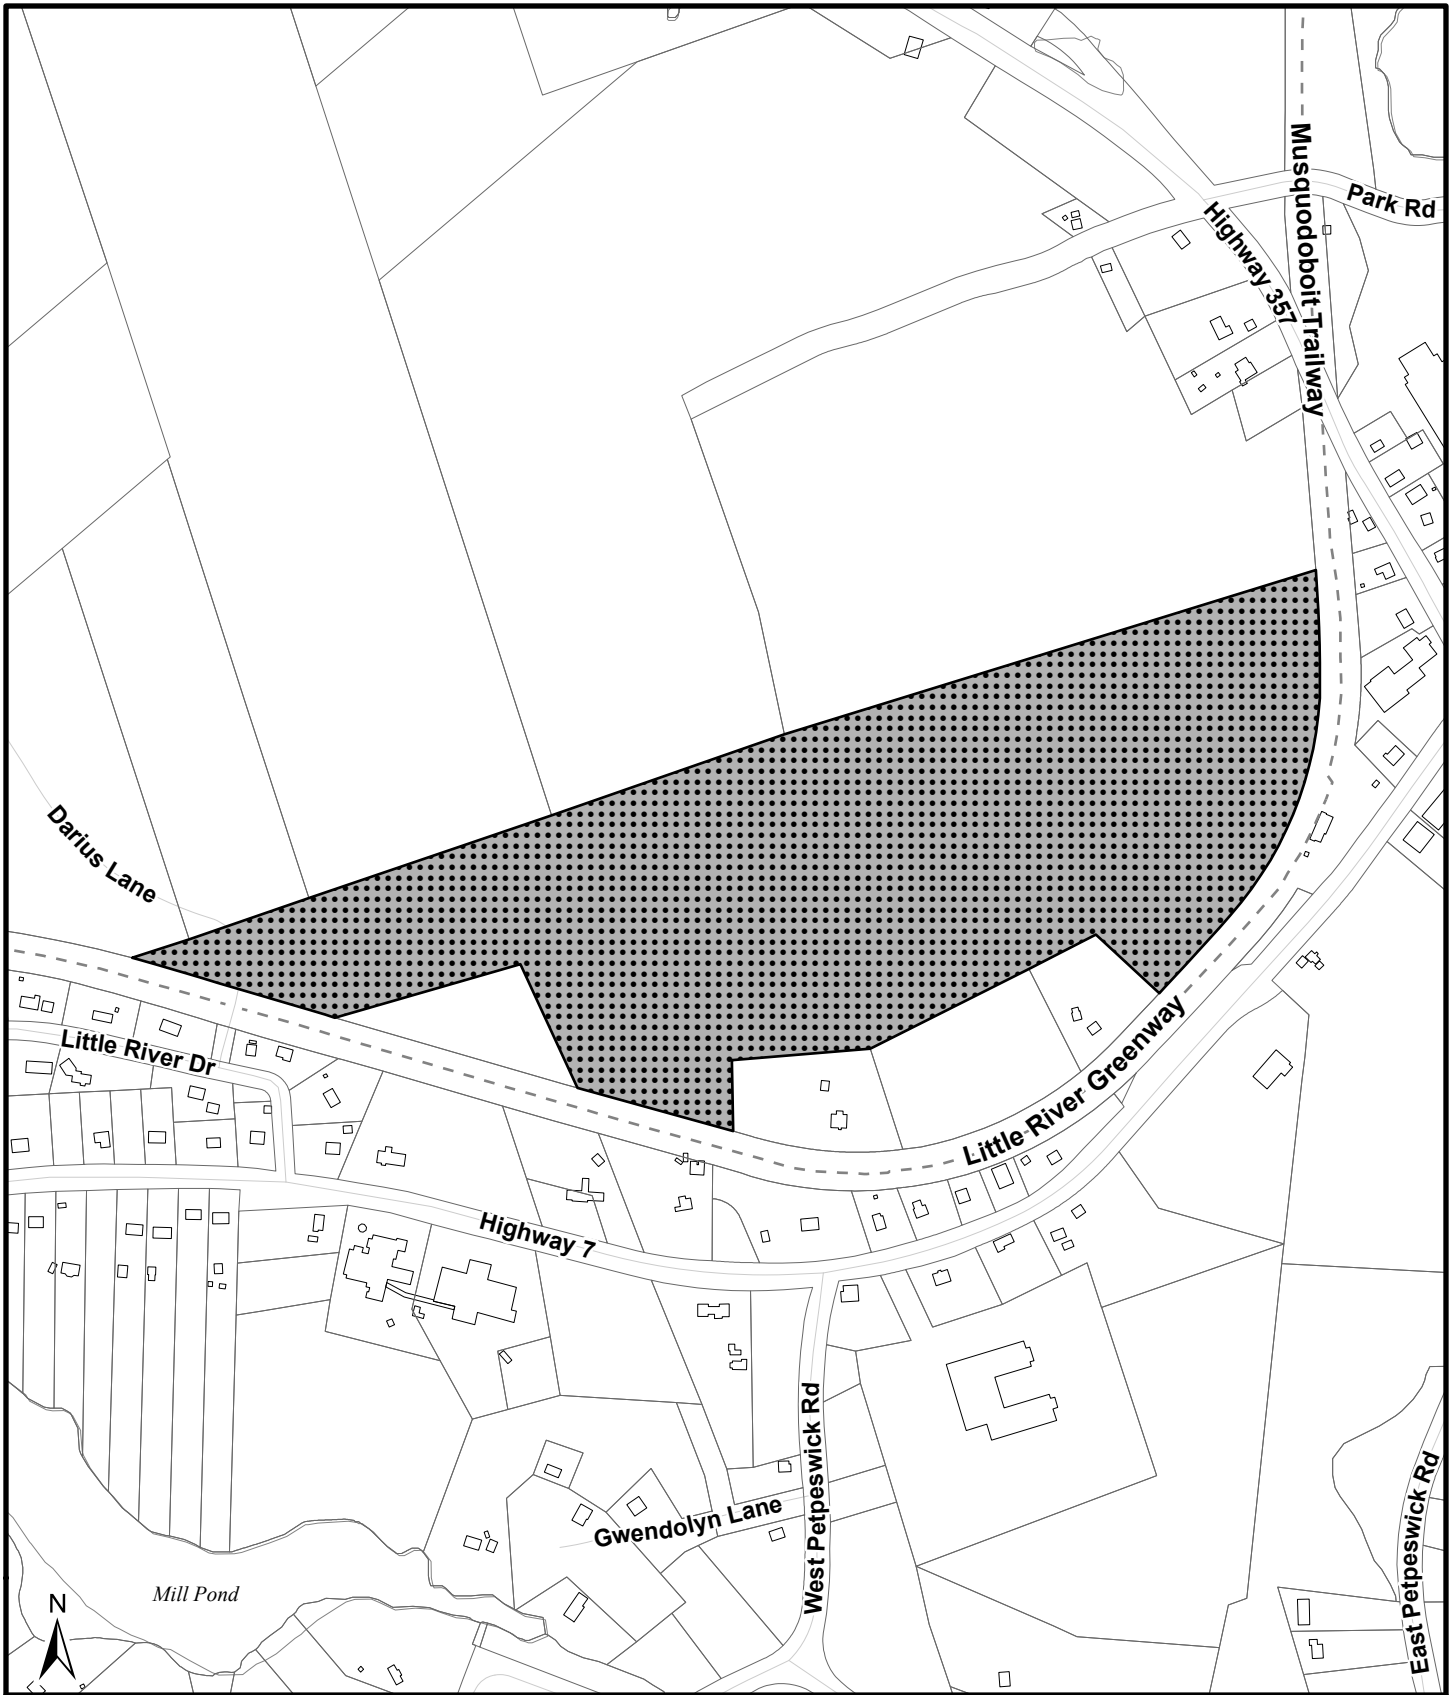 Musquodoboit Trailway
Park Rd
Highway 357
Darius Lane
Little River Dr
Little River Greenway
Highway 7
West Petpeswick Rd
Gwendolyn Lane
East Petpeswick Rd
Mill Pond
N